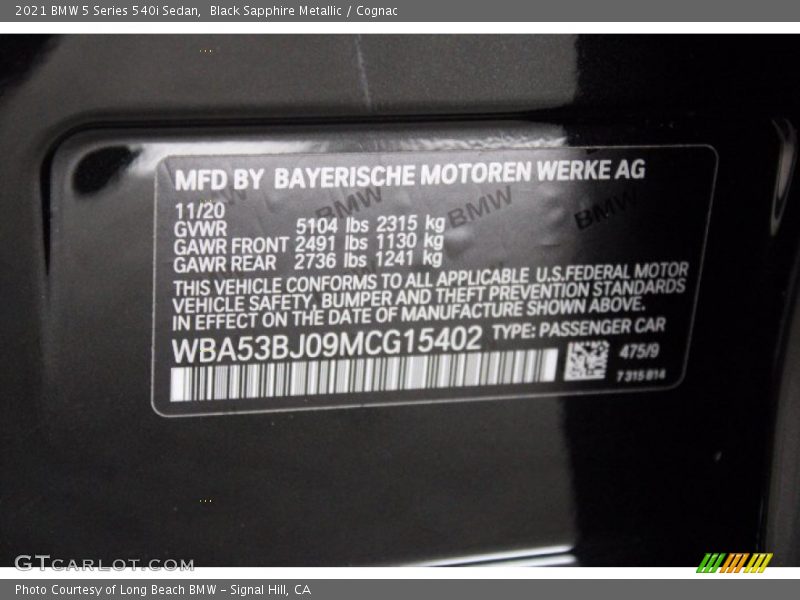 2021 BMW 5 Series 540i Sedan, Black Sapphire Metallic / Cognac
MFD BY BAYERISCHE MOTOREN WERKE AG
11/20
GVWR 5104 lbs 2315 kg
GAWR FRONT 2491 lbs 1130 kg
GAWR REAR 2736 lbs 1241 kg
BMW BMW BMW
THIS VEHICLE CONFORMS TO ALL APPLICABLE U.S.FEDERAL MOTOR
VEHICLE SAFETY, BUMPER AND THEFT PREVENTION STANDARDS
IN EFFECT ON THE DATE OF MANUFACTURE SHOWN ABOVE.
WBA53BJ09MCG15402 TYPE: PASSENGER CAR
475/9
7 315 814
GTCARLOT.COM
Photo Courtesy of Long Beach BMW - Signal Hill, CA